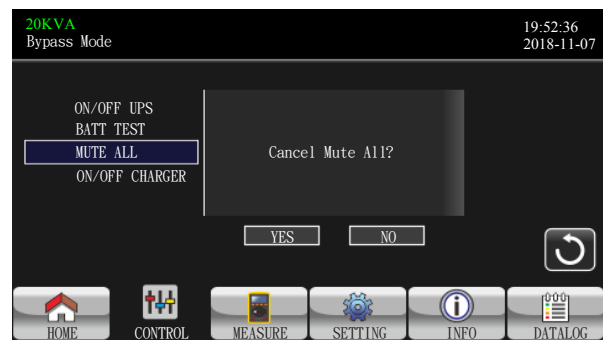 20KVA
Bypass Mode
19:52:36
2018-11-07
ON/OFF UPS
BATT TEST
MUTE ALL
ON/OFF CHARGER
Cancel Mute All?
YES
NO
HOME
CONTROL
MEASURE
SETTING
INFO
DATALOG